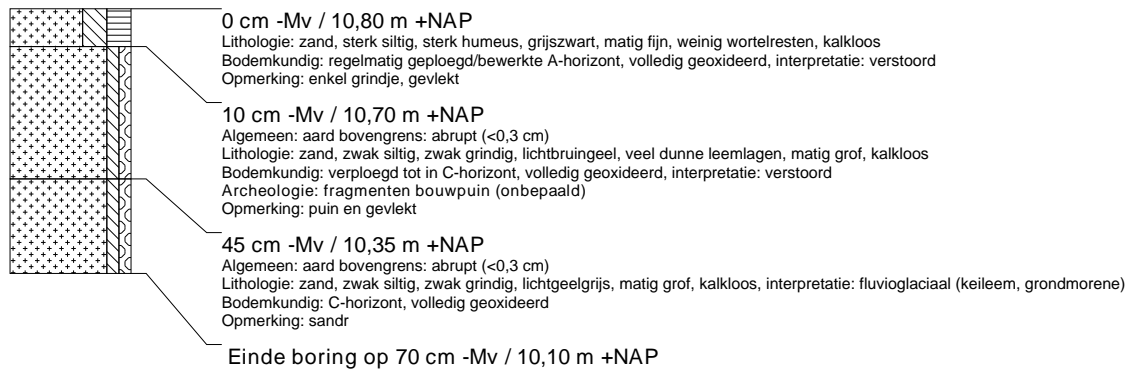 0 cm -Mv / 10,80 m +NAP
Lithologie: zand, sterk siltig, sterk humeus, grijszwart, matig fijn, weinig wortelresten, kalkloos
Bodemkundig: regelmatig geploegd/bewerkte A-horizont, volledig geoxideerd, interpretatie: verstoord
Opmerking: enkel grindje, gevlekt
10 cm -Mv / 10,70 m +NAP
Algemeen: aard bovengrens: abrupt (<0,3 cm)
Lithologie: zand, zwak siltig, zwak grindig, lichtbruingeel, veel dunne leemlagen, matig grof, kalkloos
Bodemkundig: verploegd tot in C-horizont, volledig geoxideerd, interpretatie: verstoord
Archeologie: fragmenten bouwpuin (onbepaald)
Opmerking: puin en gevlekt
45 cm -Mv / 10,35 m +NAP
Algemeen: aard bovengrens: abrupt (<0,3 cm)
Lithologie: zand, zwak siltig, zwak grindig, lichtgeelgrijs, matig grof, kalkloos, interpretatie: fluvioglaciaal (keileem, grondmorene)
Bodemkundig: C-horizont, volledig geoxideerd
Opmerking: sandr
Einde boring op 70 cm -Mv / 10,10 m +NAP